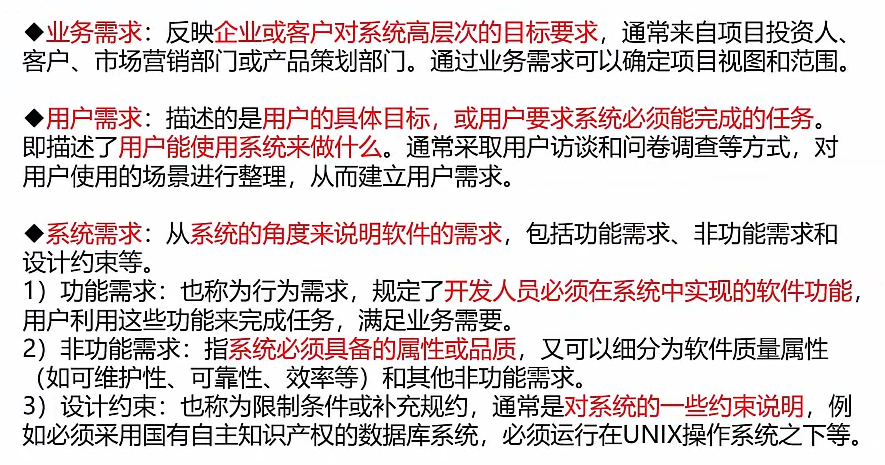 ◆业务需求：反映企业或客户对系统高层次的目标要求，通常来自项目投资人、
客户、市场营销部门或产品策划部门。通过业务需求可以确定项目视图和范围。
◆用户需求：描述的是用户的具体目标，或用户要求系统必须能完成的任务。
即描述了用户能使用系统来做什么。通常采取用户访谈和问卷调查等方式，对
用户使用的场景进行整理，从而建立用户需求。
◆系统需求：从系统的角度来说明软件的需求，包括功能需求、非功能需求和
设计约束等。
1）功能需求：也称为行为需求，规定了开发人员必须在系统中实现的软件功能，
用户利用这些功能来完成任务，满足业务需要。
2）非功能需求：指系统必须具备的属性或品质，又可以细分为软件质量属性
（如可维护性、可靠性、效率等）和其他非功能需求。
3）设计约束：也称为限制条件或补充规约，通常是对系统的一些约束说明，例
如必须采用国有自主知识产权的数据库系统，必须运行在UNIX操作系统之下等。